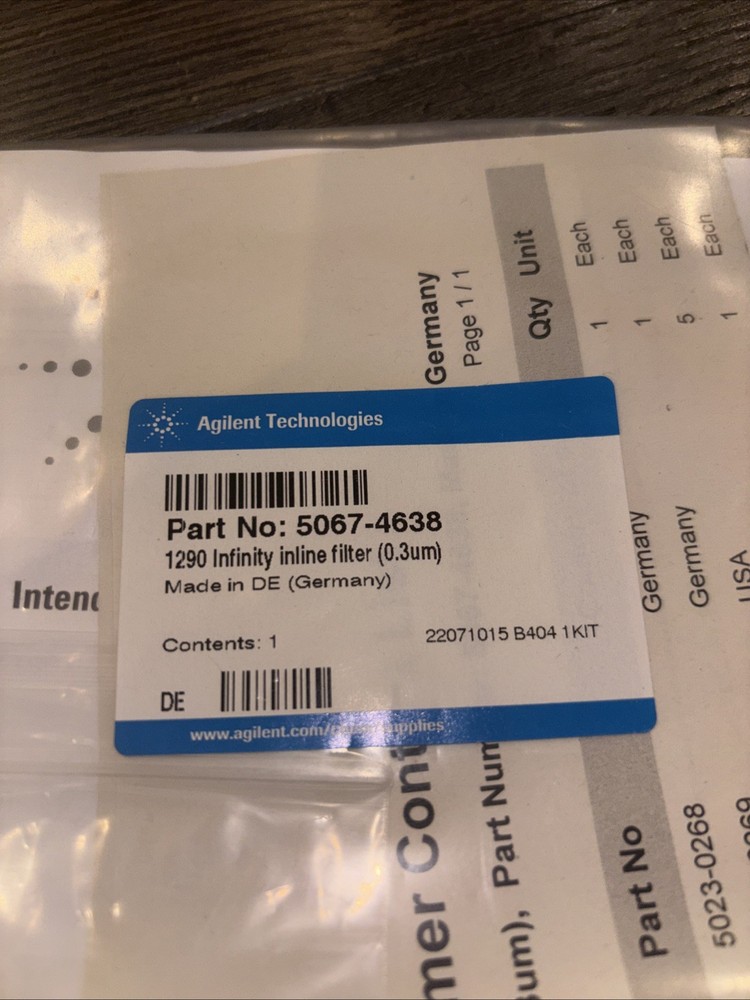 Agilent Technologies
Part No: 5067-4638
1290 Infinity inline filter (0.3um)
Made in DE (Germany)
Contents: 1
22071015 B404 1KIT
DE
www.agilent.com/ supplies
Germany
Page 1 / 1
Qty Unit
1 Each
1 Each
5 Each
1 Each
Germany
Germany
USA
mer Cont
um), Part Num
Part No
5023-0268
Intend